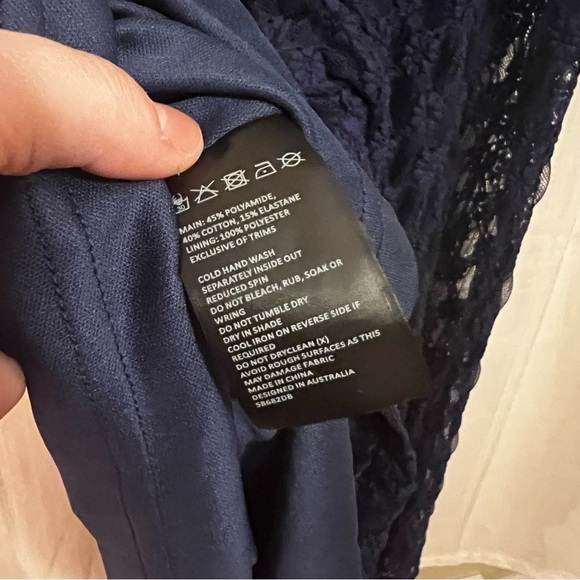 MAIN: 45% POLYAMIDE,
40% COTTON, 15% ELASTANE
LINING: 100% POLYESTER
EXCLUSIVE OF TRIMS
COLD HAND WASH
SEPARATELY INSIDE OUT
REDUCED SPIN
DO NOT BLEACH, RUB, SOAK OR
WRING
DO NOT TUMBLE DRY
DRY IN SHADE
COOL IRON ON REVERSE SIDE IF
REQUIRED
DO NOT DRYCLEAN (X)
AVOID ROUGH SURFACES AS THIS
MAY DAMAGE FABRIC
MADE IN CHINA
DESIGNED IN AUSTRALIA
SB682DB